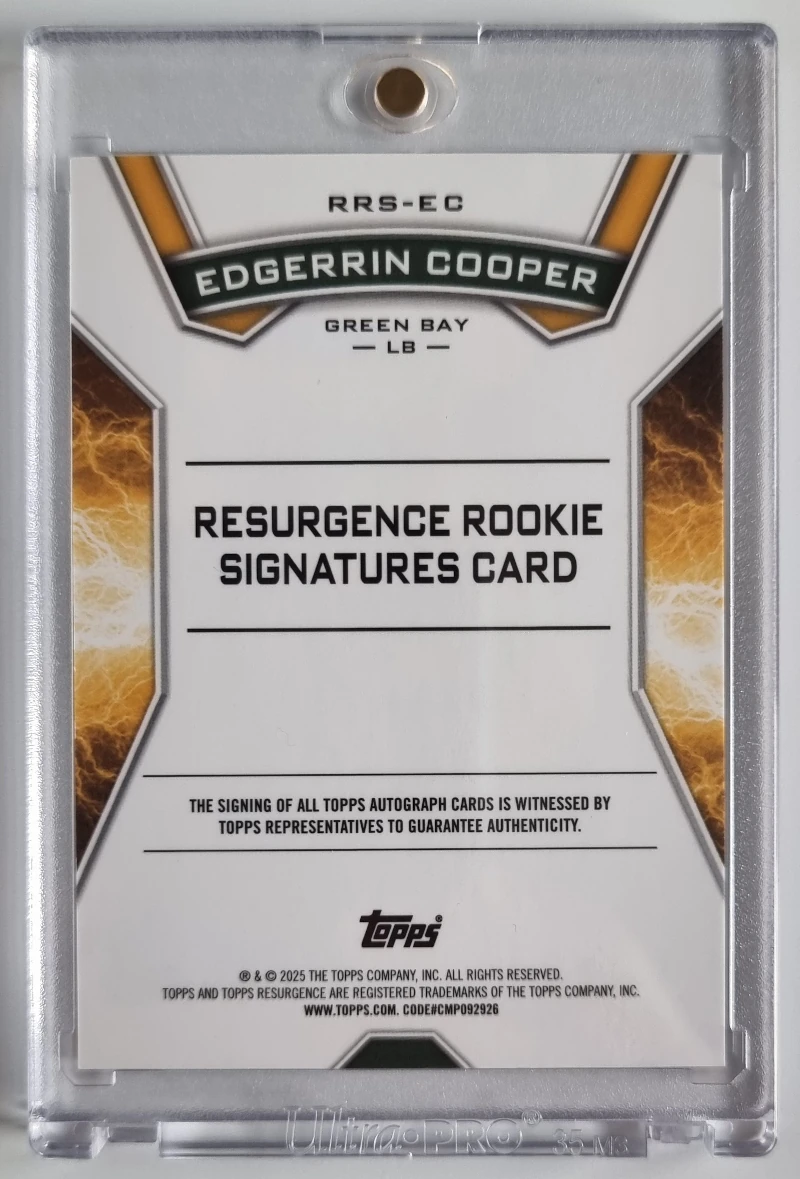 RRS-EC
EDGERRIN COOPER
GREEN BAY
— LB —
RESURGENCE ROOKIE
SIGNATURES CARD
THE SIGNING OF ALL TOPPS AUTOGRAPH CARDS IS WITNESSED BY
TOPPS REPRESENTATIVES TO GUARANTEE AUTHENTICITY.
Topps®
® & © 2025 THE TOPPS COMPANY, INC. ALL RIGHTS RESERVED.
TOPPS AND TOPPS RESURGENCE ARE REGISTERED TRADEMARKS OF THE TOPPS COMPANY, INC.
WWW.TOPPS.COM. CODE#CMP092926
Ultra•PRO® 35-M3